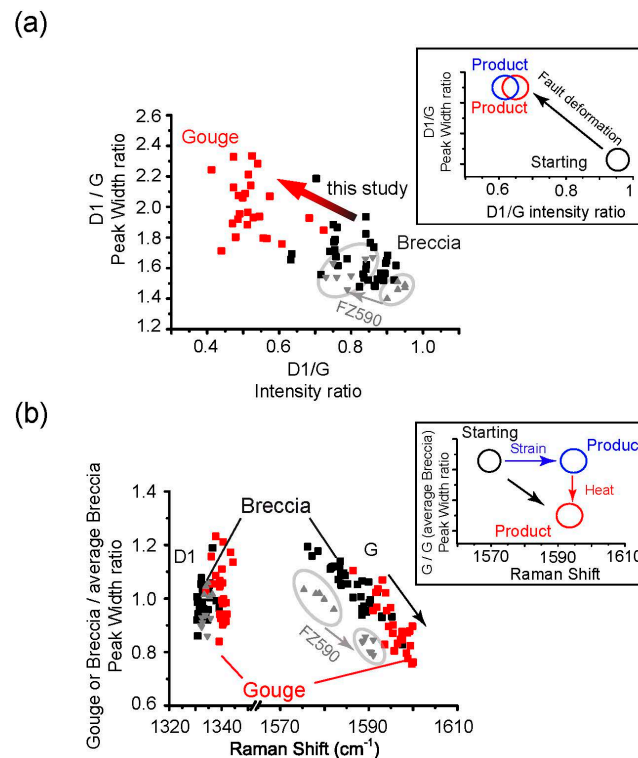 (a)
Gouge
this study
Breccia
FZ590
D1 / G
Peak Width ratio
2.6
2.4
2.2
2.0
1.8
1.6
1.4
1.2
0.4 0.6 0.8 1.0
D1/G
Intensity ratio
Product
Product
Fault deformation
Starting
D1/G
Peak Width ratio
0.6 0.8 1
D1/G intensity ratio
(b)
Breccia
D1
G
FZ590
Gouge
Gouge or Breccia / average Breccia
Peak Width ratio
1.4
1.2
1.0
0.8
0.6
1320 1340 1570 1590 1610
Raman Shift (cm-1)
Starting
Strain
Produc
Heat
Product
G / G (average Breccia)
Peak Width ratio
1570 1590 161
Raman Shift